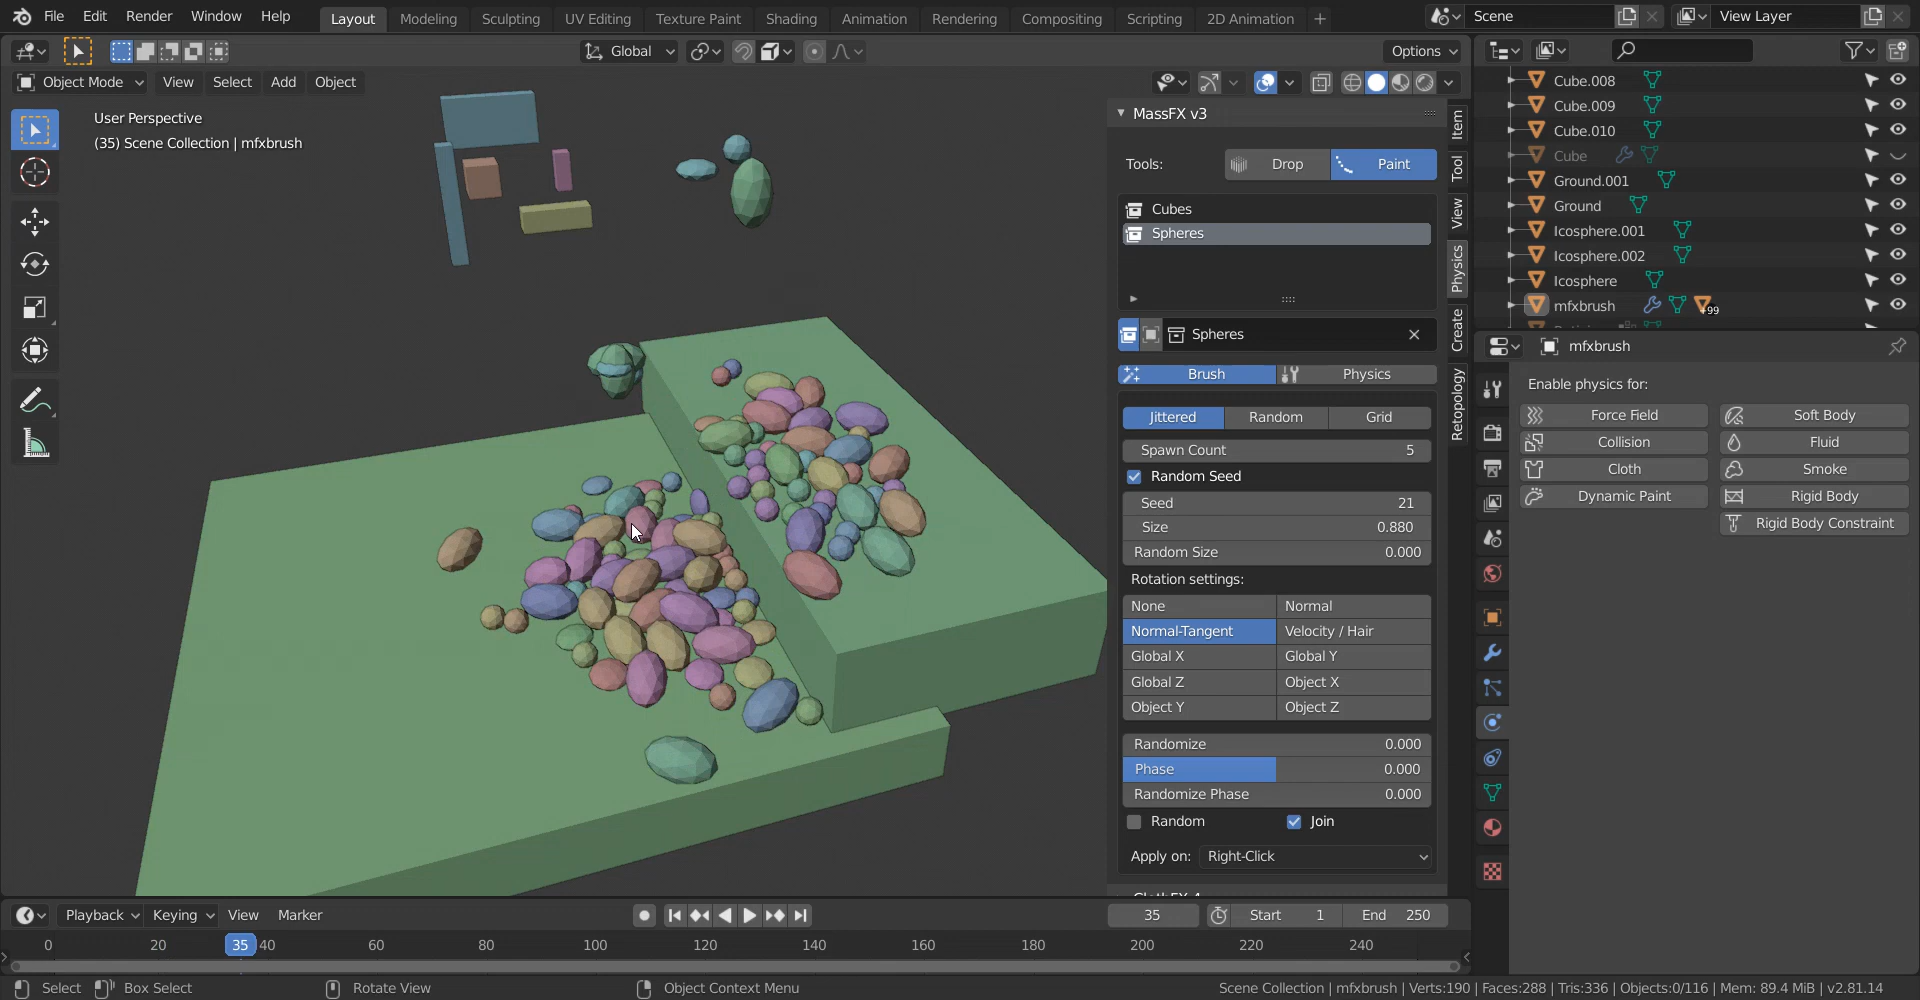 File Edit Render Window Help Layout Modeling Sculpting UV Editing Texture Paint Shading Animation Rendering Compositing Scripting 2D Animation + Scene View Layer
Global Options
Object Mode View Select Add Object
User Perspective
(35) Scene Collection | mfxbrush
MassFX v3
Tools: Drop Paint
Cubes
Spheres
Spheres
Brush Physics
Jittered Random Grid
Spawn Count 5
Random Seed
Seed 21
Size 0.880
Random Size 0.000
Rotation settings:
None Normal
Normal-Tangent Velocity / Hair
Global X Global Y
Global Z Object X
Object Y Object Z
Randomize 0.000
Phase 0.000
Randomize Phase 0.000
Random Join
Apply on: Right-Click
Item
Tool
View
Physics
Create
Retopology
Cube.008
Cube.009
Cube.010
Cube
Ground.001
Ground
Icosphere.001
Icosphere.002
Icosphere
mfxbrush +99
mfxbrush
Enable physics for:
Force Field Soft Body
Collision Fluid
Cloth Smoke
Dynamic Paint Rigid Body
Rigid Body Constraint
Playback Keying View Marker 35 Start 1 End 250
0 20 35 40 60 80 100 120 140 160 180 200 220 240
Select Box Select Rotate View Object Context Menu Scene Collection | mfxbrush | Verts:190 | Faces:288 | Tris:336 | Objects:0/116 | Mem: 89.4 MiB | v2.81.14